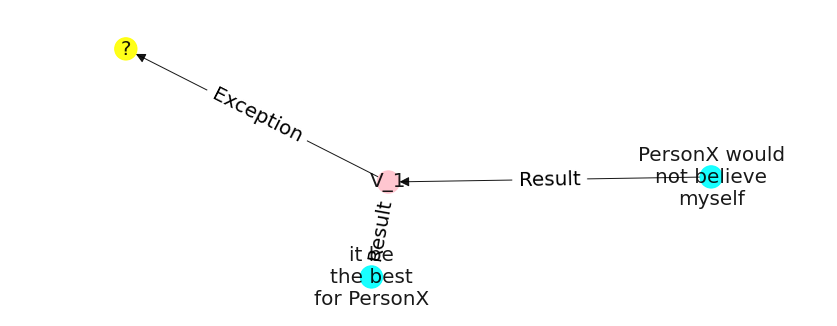 ?
Exception
PersonX would
not believe
myself
Result
V_1
Result
it be
the best
for PersonX